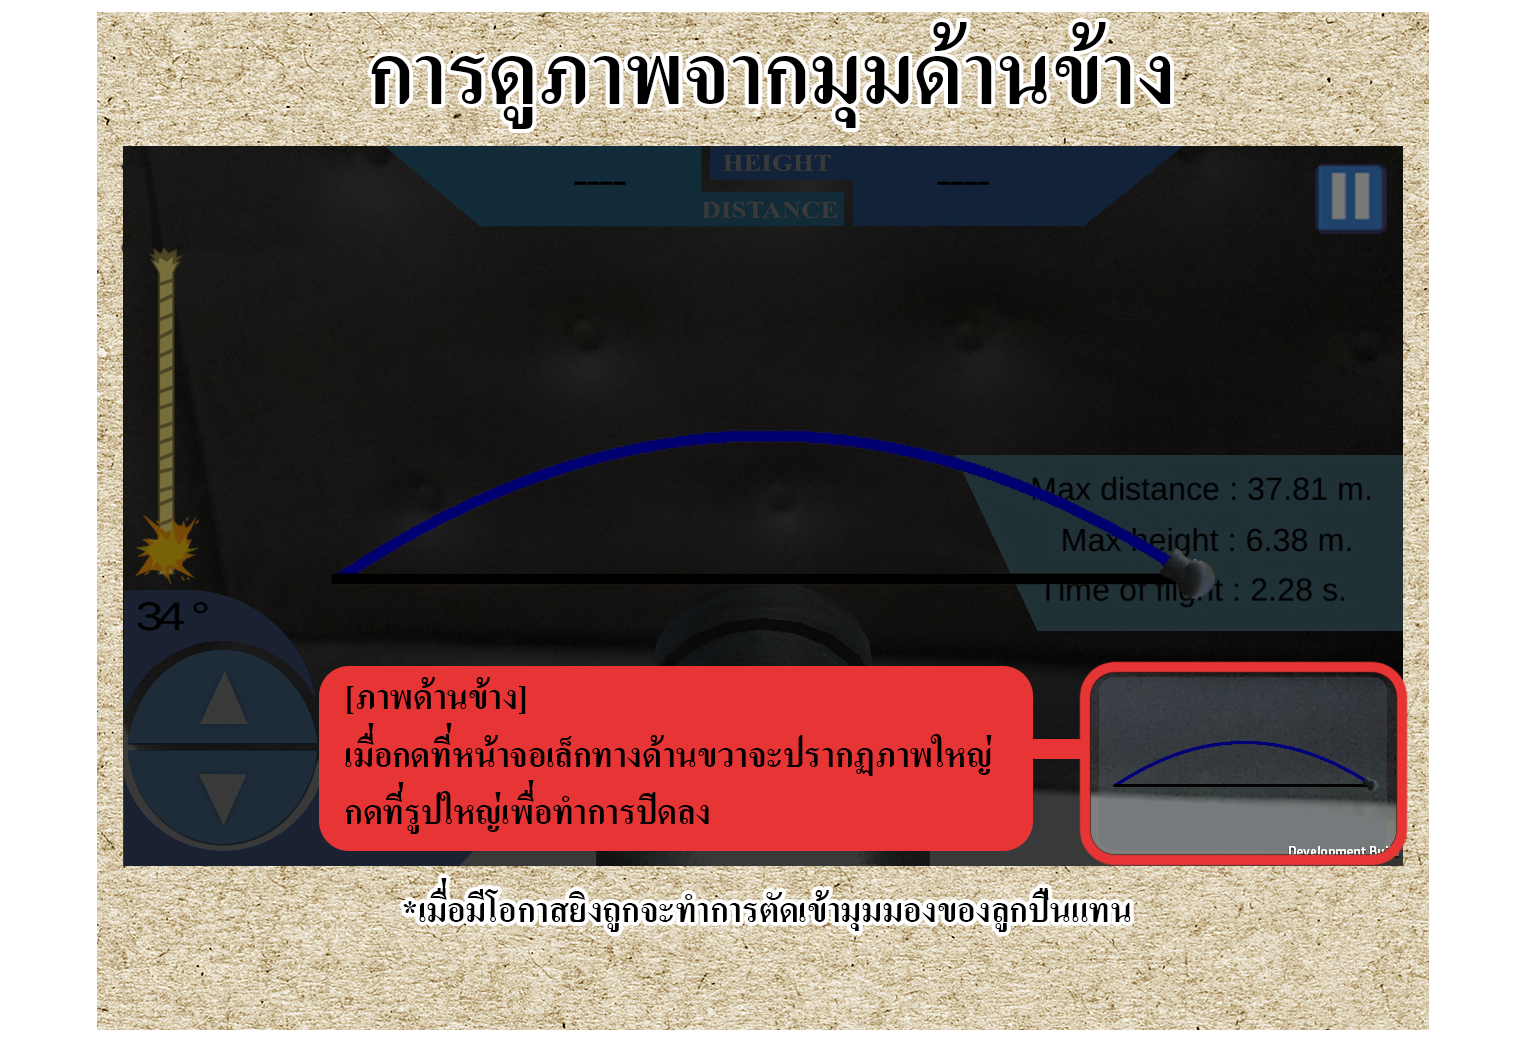 การดูภาพจากมุมด้านข้าง
HEIGHT
----
----
DISTANCE
Max distance : 37.81 m.
Max height : 6.38 m.
Time of flight : 2.28 s.
34°
[ภาพด้านข้าง]
เมื่อกดที่หน้าจอเล็กทางด้านขวาจะปรากฏภาพใหญ่
กดที่รูปใหญ่เพื่อทำการปิดลง
Development Build
*เมื่อมีโอกาสยิงถูกจะทำการตัดเข้ามุมมองของลูกปืนแทน